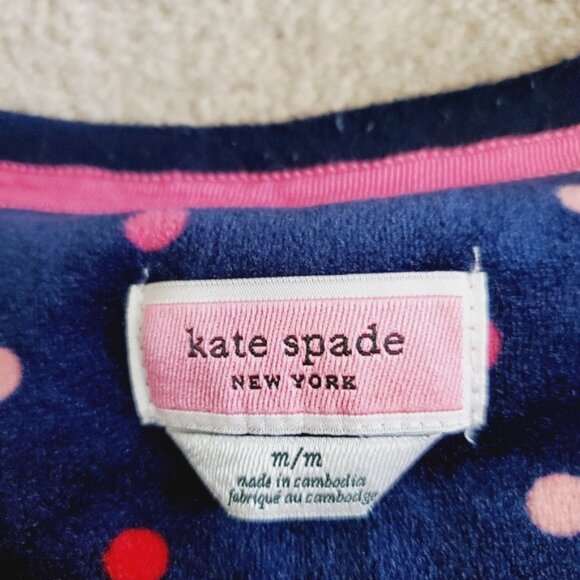 kate spade
NEW YORK
m/m
made in cambodia
fabriqué au cambodge